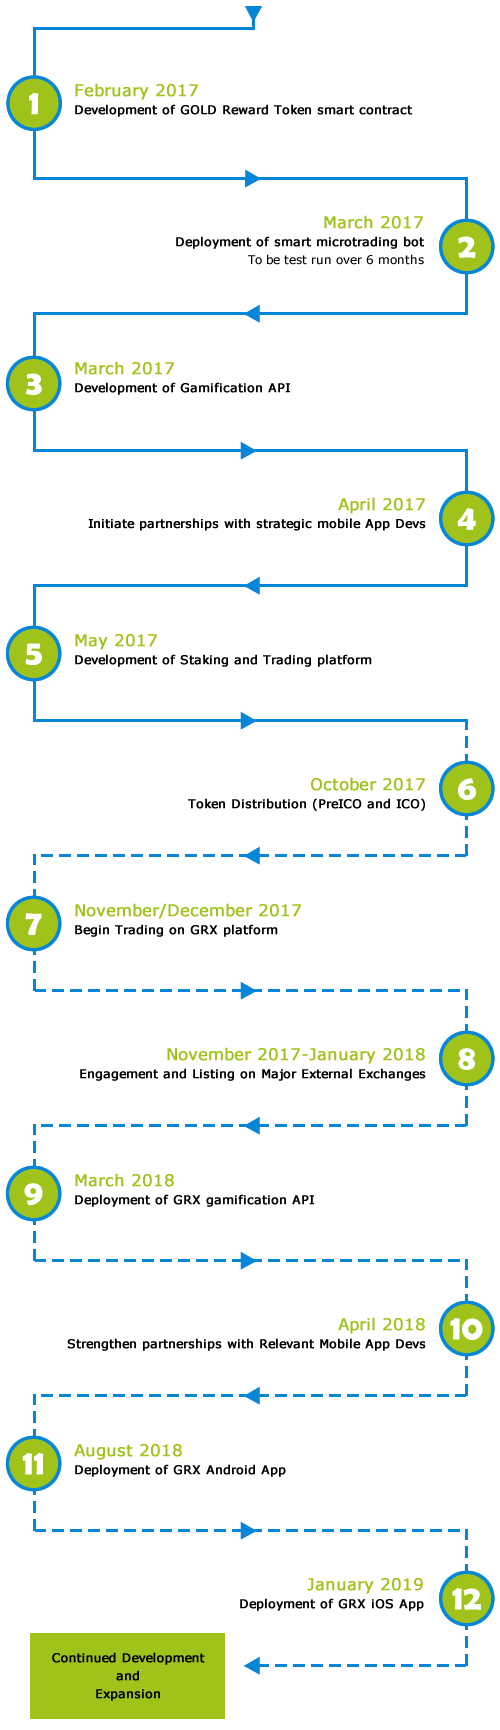 1
February 2017
Development of GOLD Reward Token smart contract
March 2017
Deployment of smart microtrading bot
To be test run over 6 months
2
3
March 2017
Development of Gamification API
April 2017
Initiate partnerships with strategic mobile App Devs
4
5
May 2017
Development of Staking and Trading platform
October 2017
Token Distribution (PreICO and ICO)
6
7
November/December 2017
Begin Trading on GRX platform
November 2017-January 2018
Engagement and Listing on Major External Exchanges
8
9
March 2018
Deployment of GRX gamification API
April 2018
Strengthen partnerships with Relevant Mobile App Devs
10
11
August 2018
Deployment of GRX Android App
January 2019
Deployment of GRX iOS App
12
Continued Development
and
Expansion